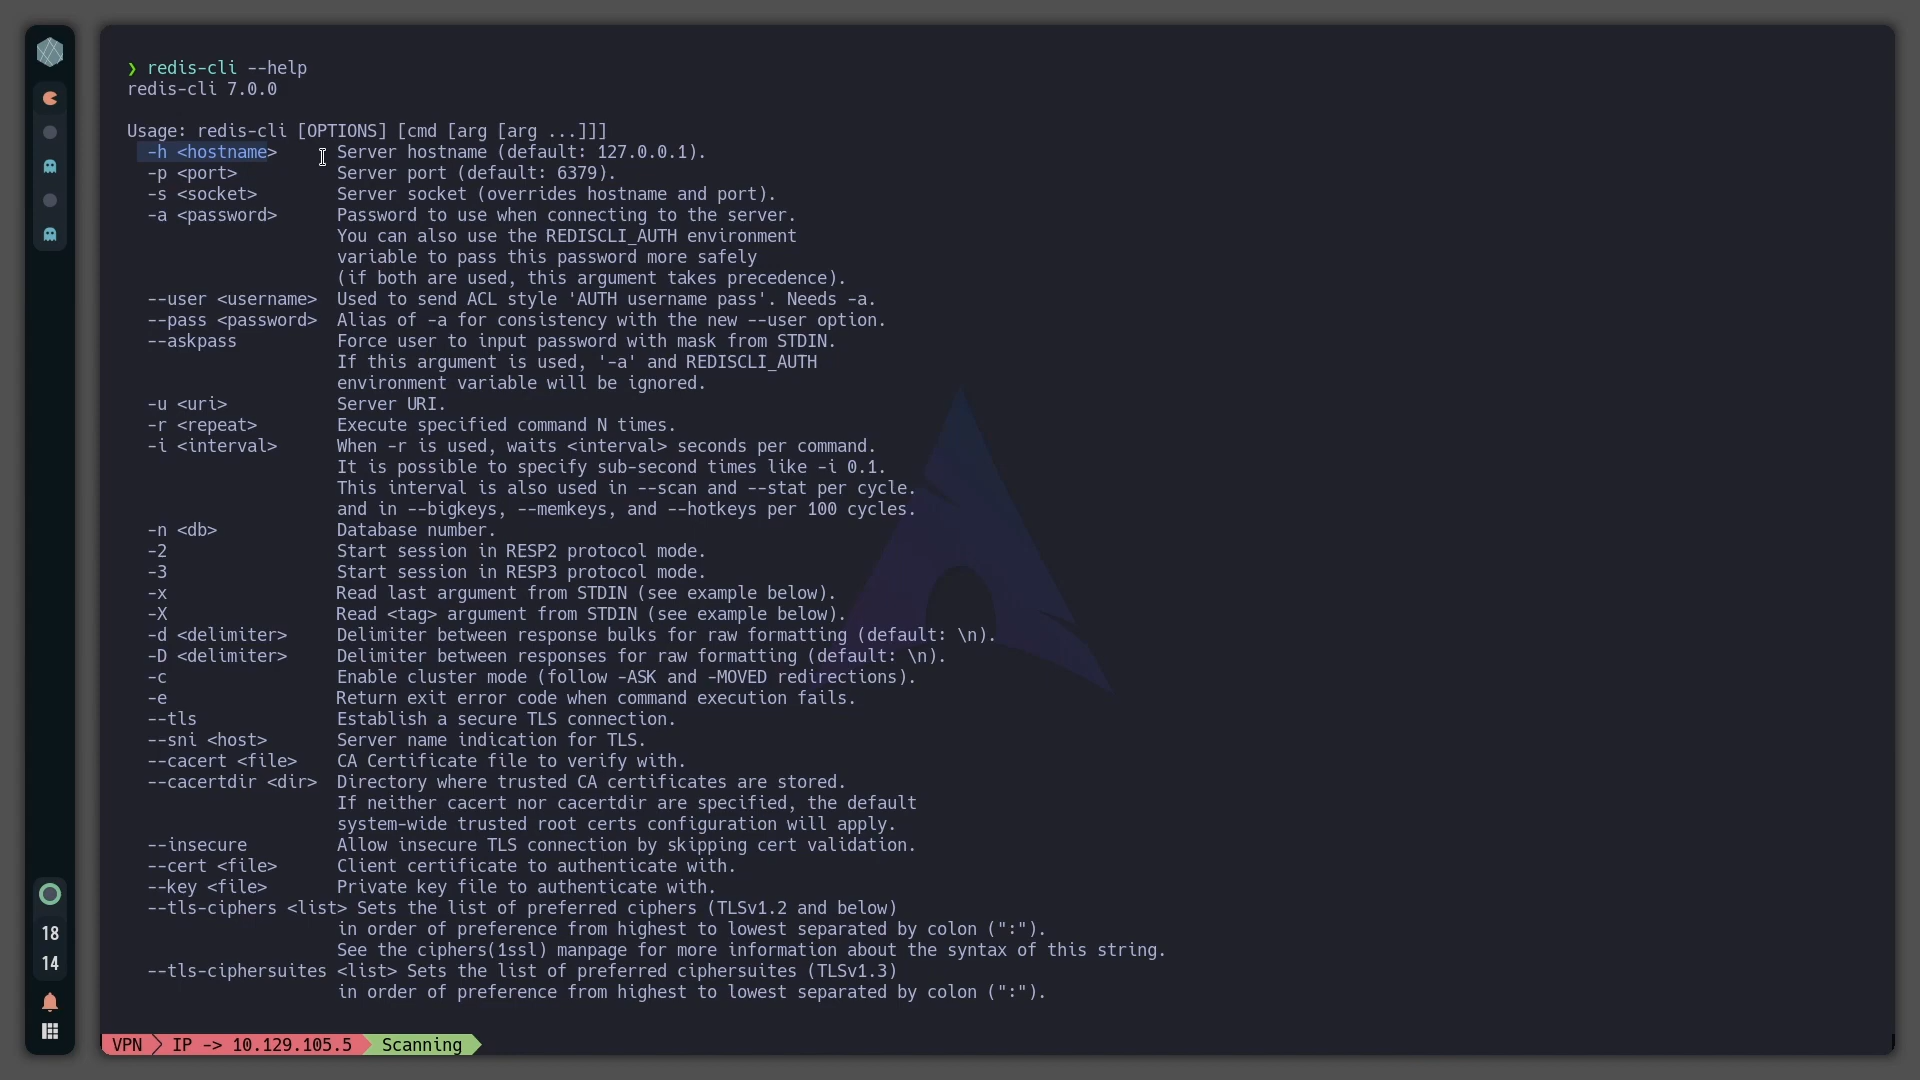 ❯ redis-cli --help
redis-cli 7.0.0
Usage: redis-cli [OPTIONS] [cmd [arg [arg ...]]]
-h <hostname> Server hostname (default: 127.0.0.1).
-p <port> Server port (default: 6379).
-s <socket> Server socket (overrides hostname and port).
-a <password> Password to use when connecting to the server.
You can also use the REDISCLI_AUTH environment
variable to pass this password more safely
(if both are used, this argument takes precedence).
--user <username> Used to send ACL style 'AUTH username pass'. Needs -a.
--pass <password> Alias of -a for consistency with the new --user option.
--askpass Force user to input password with mask from STDIN.
If this argument is used, '-a' and REDISCLI_AUTH
environment variable will be ignored.
-u <uri> Server URI.
-r <repeat> Execute specified command N times.
-i <interval> When -r is used, waits <interval> seconds per command.
It is possible to specify sub-second times like -i 0.1.
This interval is also used in --scan and --stat per cycle.
and in --bigkeys, --memkeys, and --hotkeys per 100 cycles.
-n <db> Database number.
-2 Start session in RESP2 protocol mode.
-3 Start session in RESP3 protocol mode.
-x Read last argument from STDIN (see example below).
-X Read <tag> argument from STDIN (see example below).
-d <delimiter> Delimiter between response bulks for raw formatting (default: \n).
-D <delimiter> Delimiter between responses for raw formatting (default: \n).
-c Enable cluster mode (follow -ASK and -MOVED redirections).
-e Return exit error code when command execution fails.
--tls Establish a secure TLS connection.
--sni <host> Server name indication for TLS.
--cacert <file> CA Certificate file to verify with.
--cacertdir <dir> Directory where trusted CA certificates are stored.
If neither cacert nor cacertdir are specified, the default
system-wide trusted root certs configuration will apply.
--insecure Allow insecure TLS connection by skipping cert validation.
--cert <file> Client certificate to authenticate with.
--key <file> Private key file to authenticate with.
--tls-ciphers <list> Sets the list of preferred ciphers (TLSv1.2 and below)
in order of preference from highest to lowest separated by colon (":").
See the ciphers(1ssl) manpage for more information about the syntax of this string.
--tls-ciphersuites <list> Sets the list of preferred ciphersuites (TLSv1.3)
in order of preference from highest to lowest separated by colon (":").
18
14
VPN IP -> 10.129.105.5 Scanning